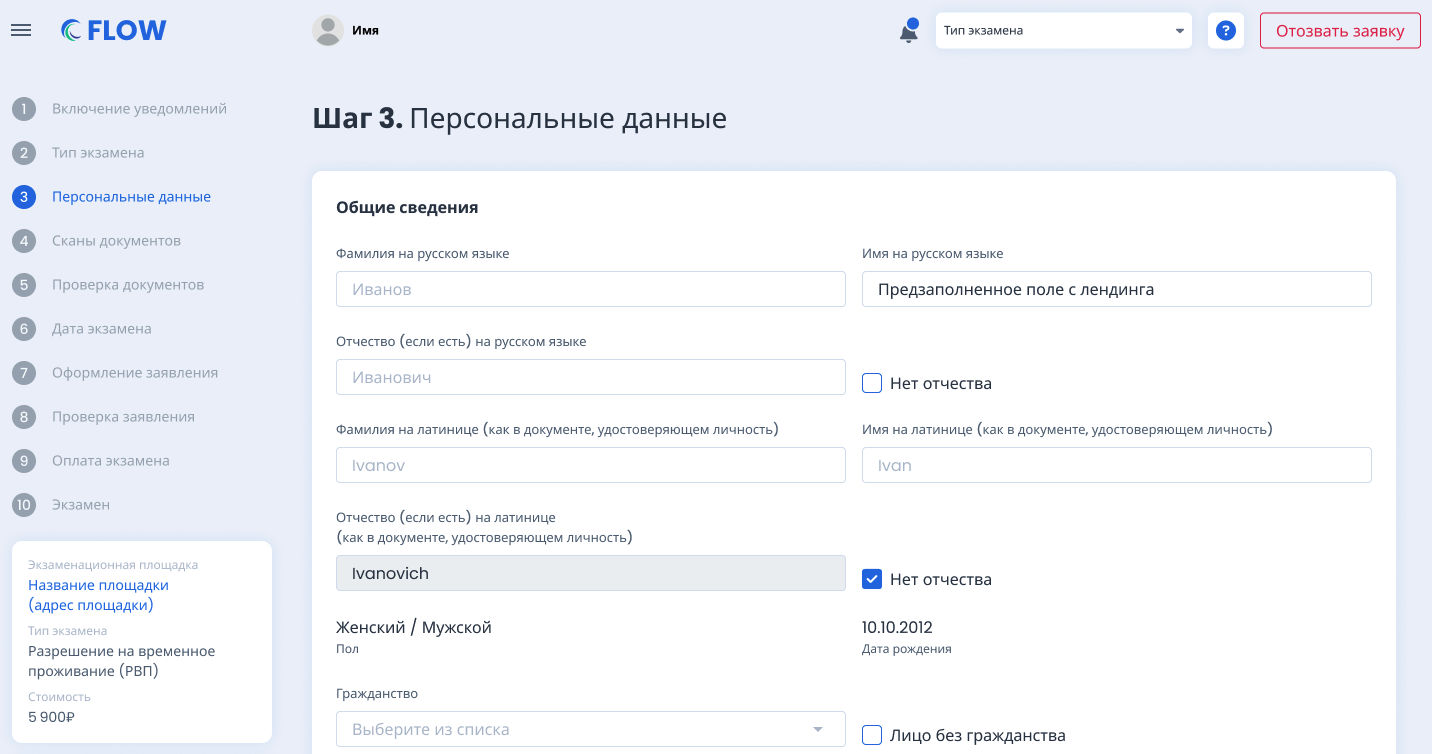 FLOW
Имя
Тип экзамена
?
Отозвать заявку
1 Включение уведомлений
2 Тип экзамена
3 Персональные данные
4 Сканы документов
5 Проверка документов
6 Дата экзамена
7 Оформление заявления
8 Проверка заявления
9 Оплата экзамена
10 Экзамен
Экзаменационная площадка
Название площадки
(адрес площадки)
Тип экзамена
Разрешение на временное
проживание (РВП)
Стоимость
5 900₽
Шаг 3. Персональные данные
Общие сведения
Фамилия на русском языке
Иванов
Имя на русском языке
Предзаполненное поле с лендинга
Отчество (если есть) на русском языке
Иванович
Нет отчества
Фамилия на латинице (как в документе, удостоверяющем личность)
Ivanov
Имя на латинице (как в документе, удостоверяющем личность)
Ivan
Отчество (если есть) на латинице
(как в документе, удостоверяющем личность)
Ivanovich
Нет отчества
Женский / Мужской
Пол
10.10.2012
Дата рождения
Гражданство
Выберите из списка
Лицо без гражданства